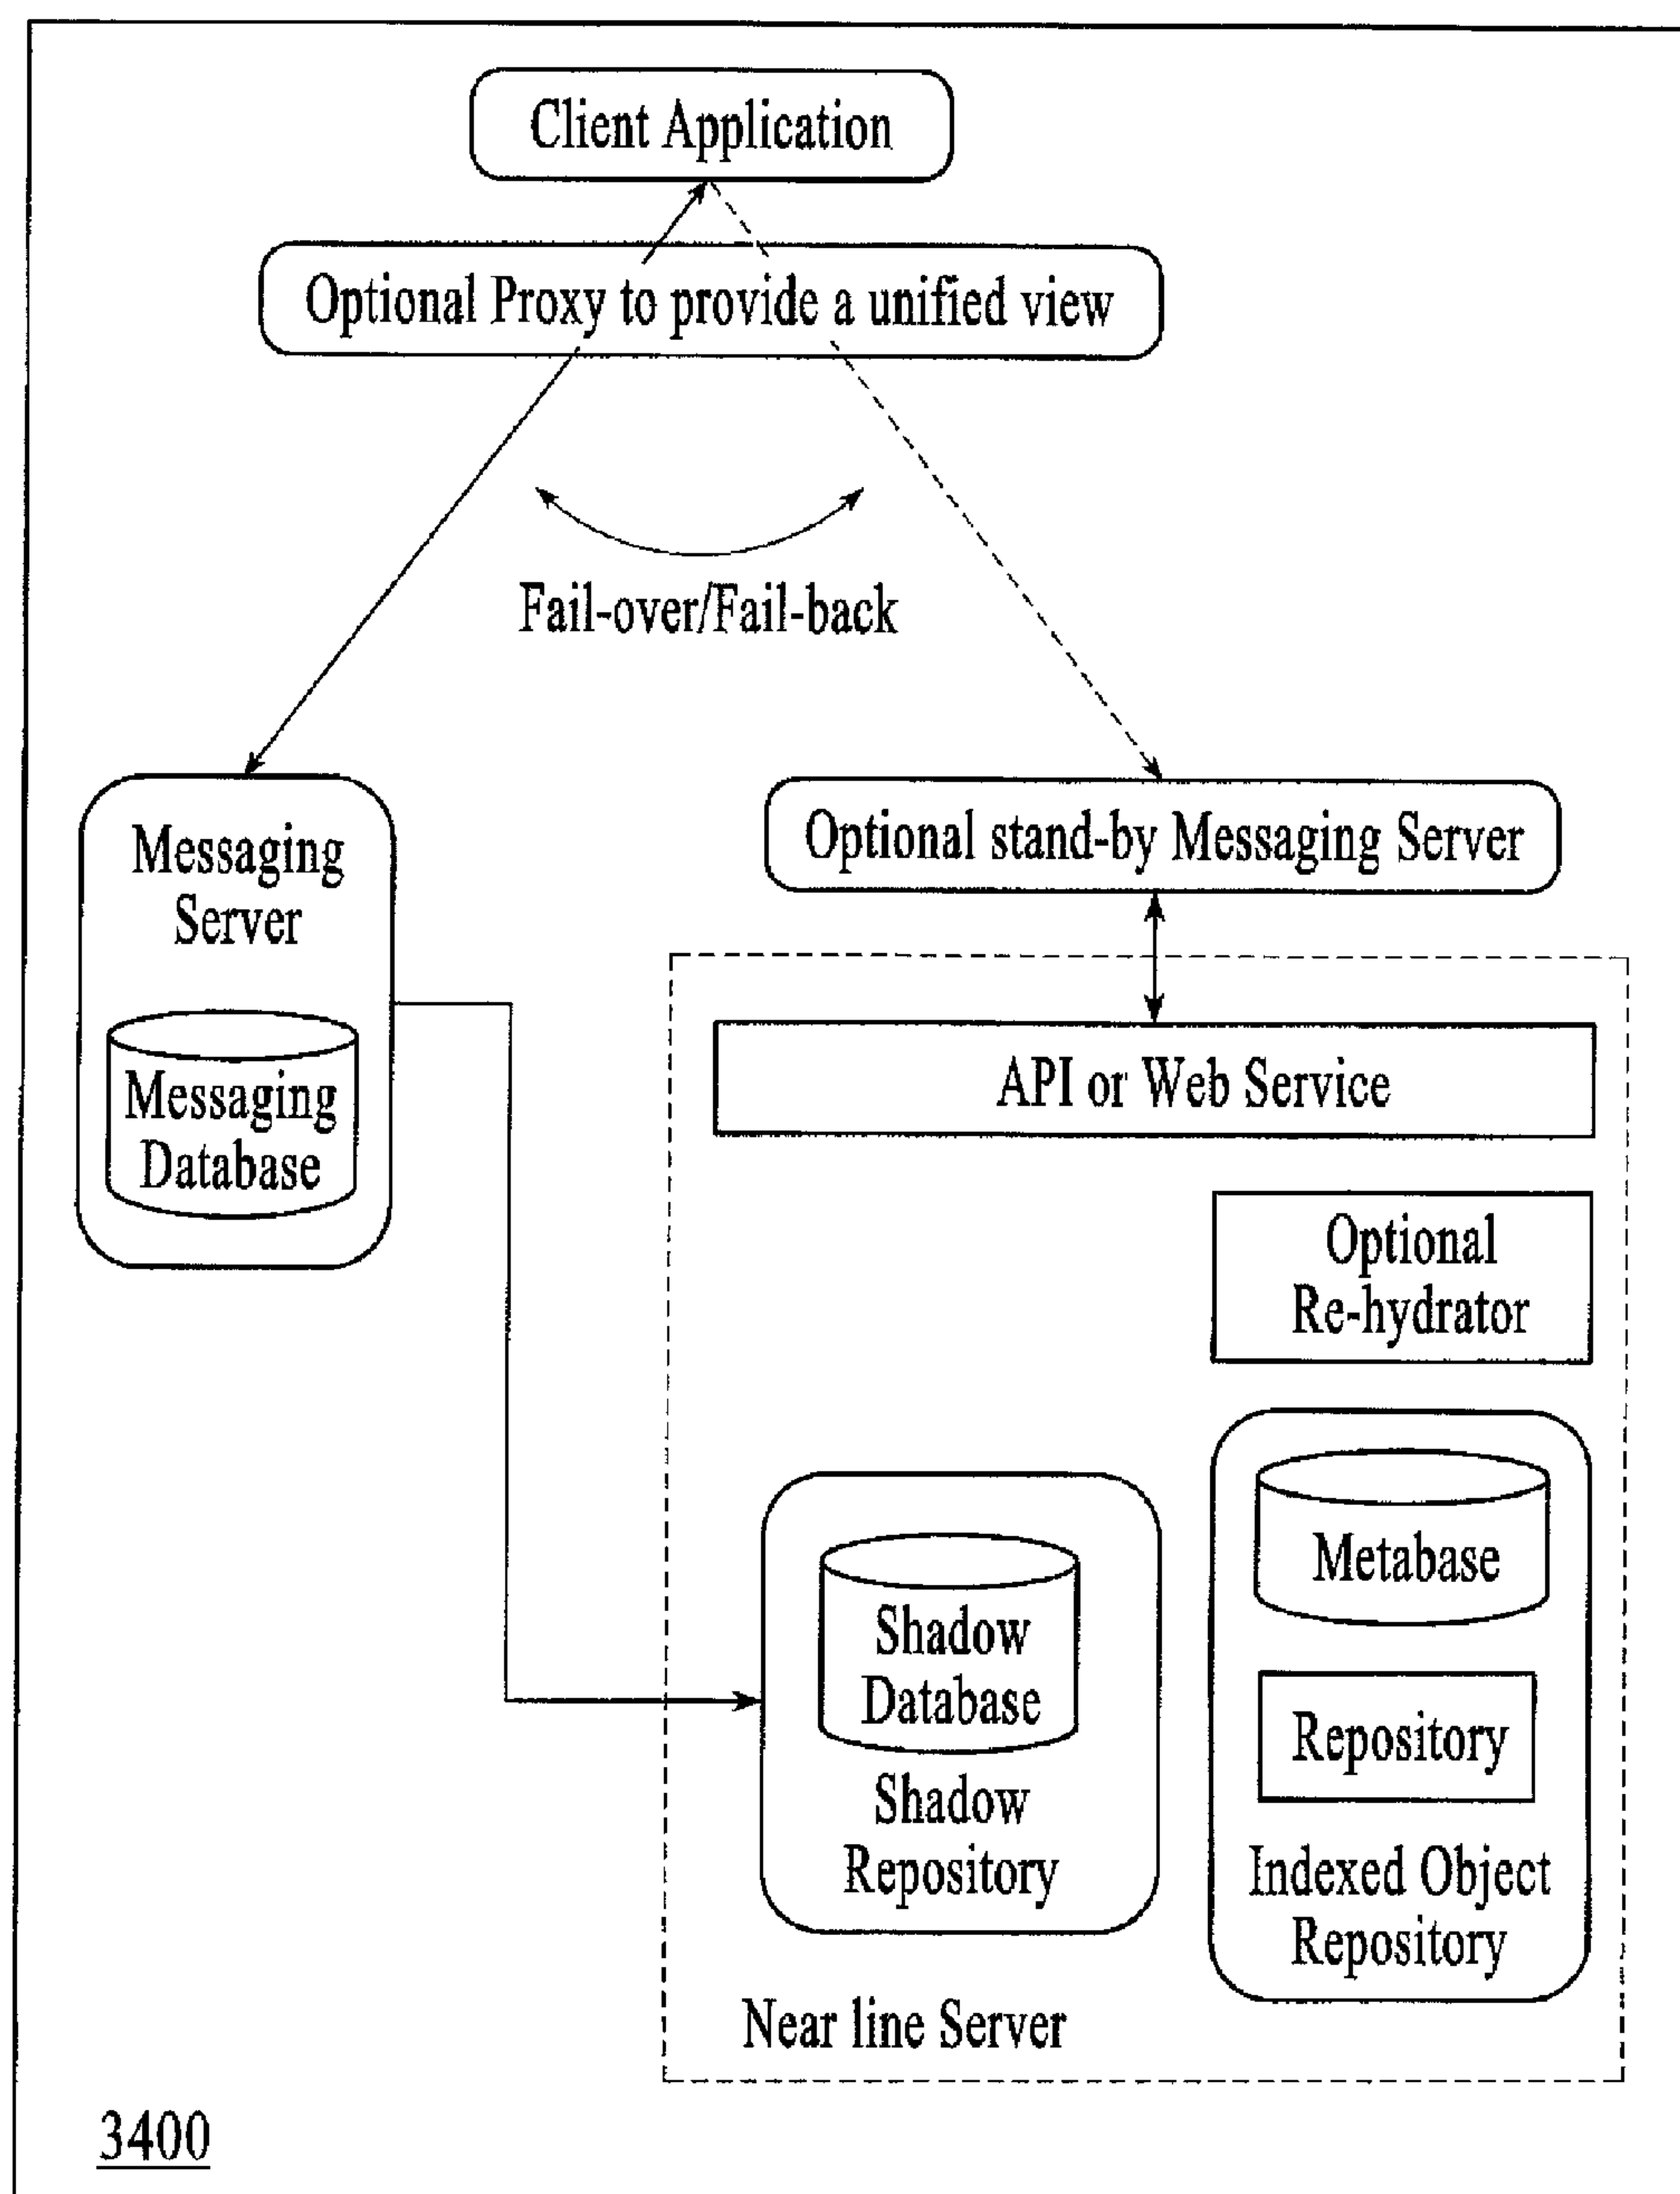 Client Application
Optional Proxy to provide a unified view
Fail-over/Fail-back
Messaging
Server
Messaging
Database
Optional stand-by Messaging Server
API or Web Service
Optional
Re-hydrator
Metabase
Repository
Indexed Object
Repository
Shadow
Database
Shadow
Repository
Near line Server
3400